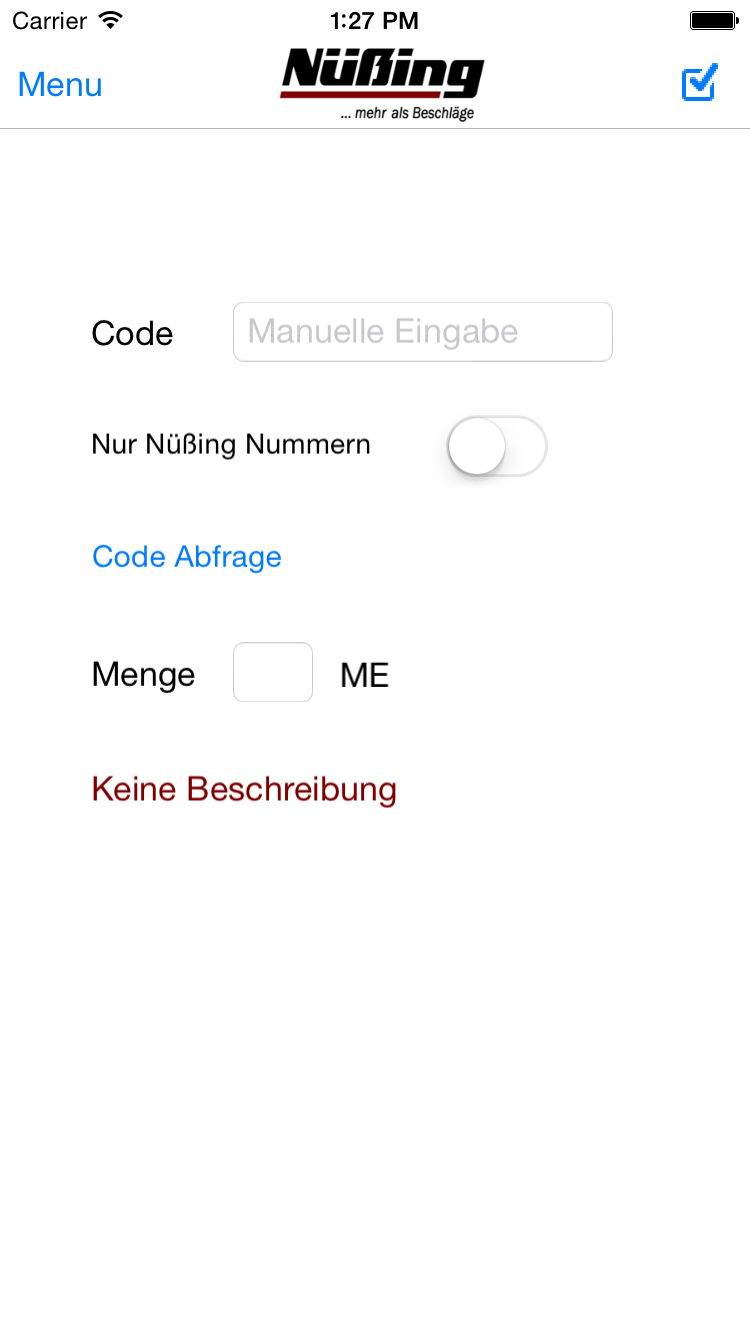 Carrier 1:27 PM
Menu
Nüßing
... mehr als Beschläge
Code Manuelle Eingabe
Nur Nüßing Nummern
Code Abfrage
Menge ME
Keine Beschreibung